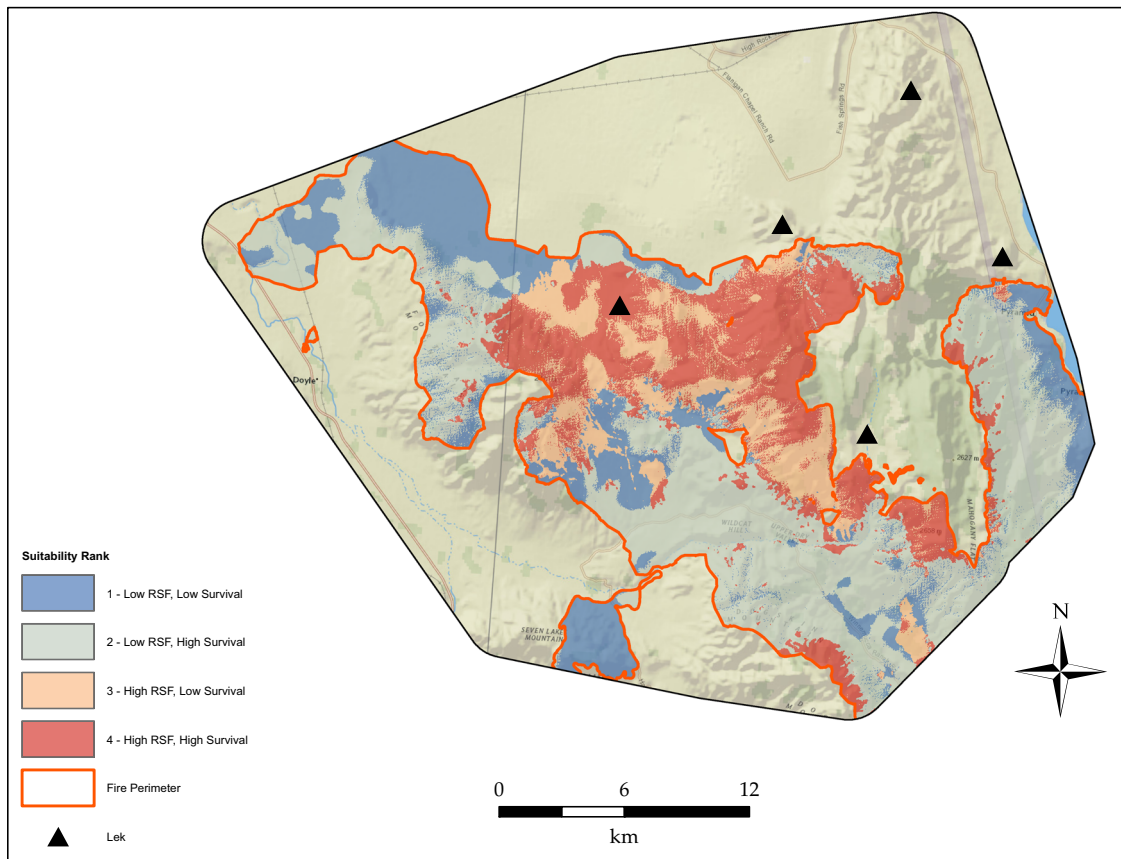 High Rock
Flanigan Chapel Ranch Rd
Fish Springs Rd
Pyramid
Doyle
2627 m
MAHOGANY FLAT
WILDCAT
HILLS
SEVEN LAKE
MOUNTAIN
Suitability Rank
1 - Low RSF, Low Survival
2 - Low RSF, High Survival
3 - High RSF, Low Survival
4 - High RSF, High Survival
Fire Perimeter
Lek
N
0 6 12
km